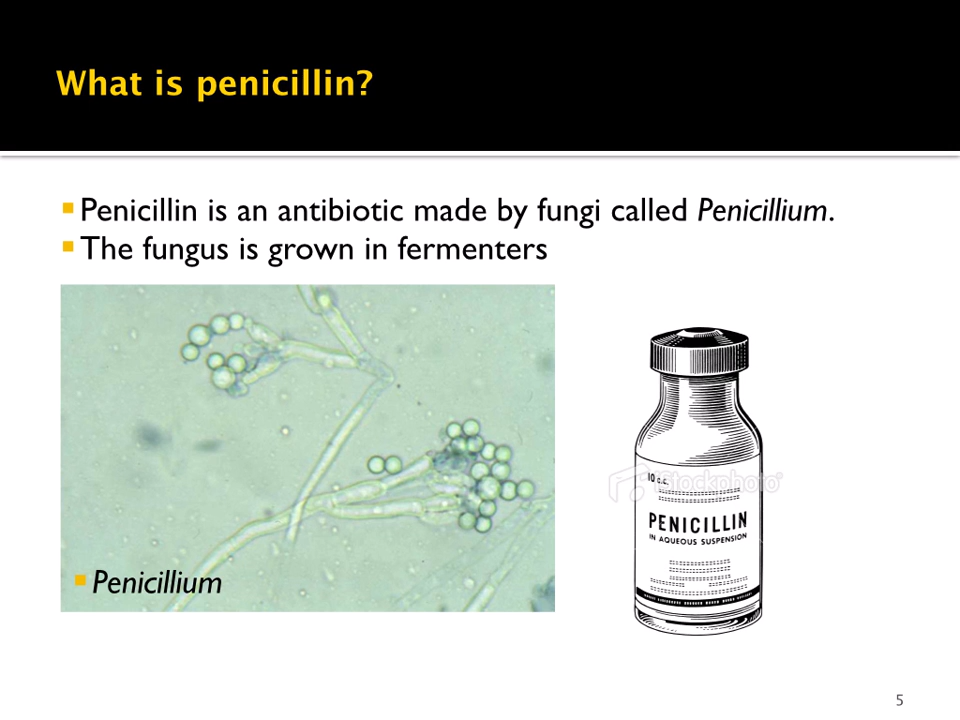 What is penicillin?
Penicillin is an antibiotic made by fungi called Penicillium.
The fungus is grown in fermenters
Penicillium
10 c.c.
iStockphoto
PENICILLIN
IN AQUEOUS SUSPENSION
5